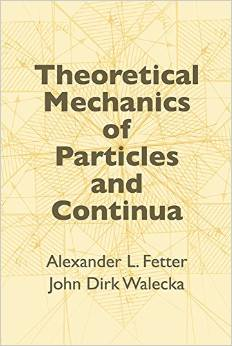 Theoretical
Mechanics
of
Particles
and
Continua
Alexander L. Fetter
John Dirk Walecka